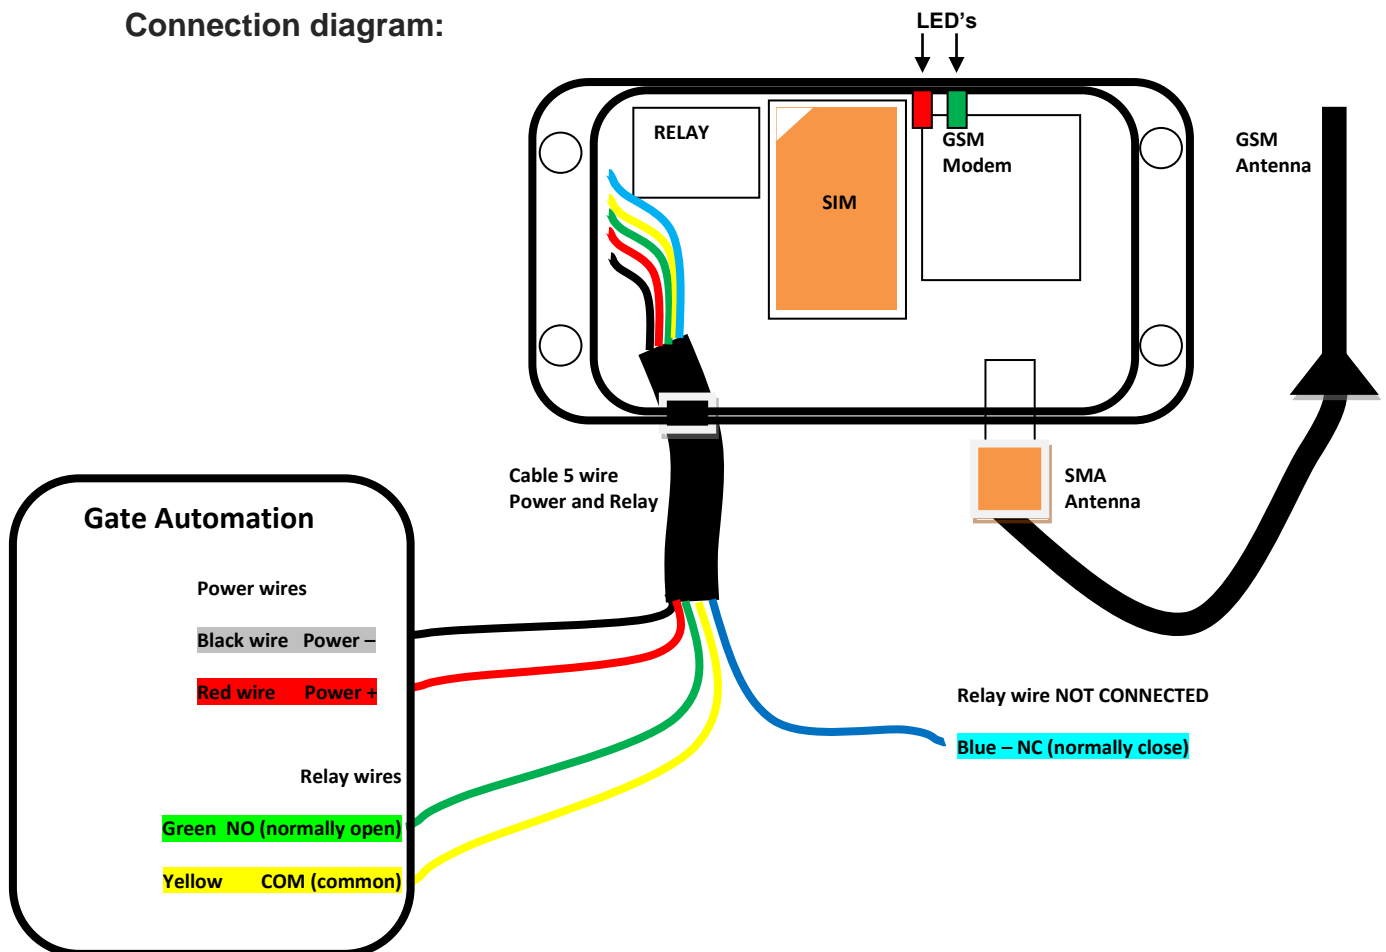 Connection diagram:
LED's
RELAY
SIM
GSM
Modem
GSM
Antenna
Cable 5 wire
Power and Relay
SMA
Antenna
Gate Automation
Power wires
Black wire Power –
Red wire Power +
Relay wires
Green NO (normally open)
Yellow COM (common)
Relay wire NOT CONNECTED
Blue – NC (normally close)